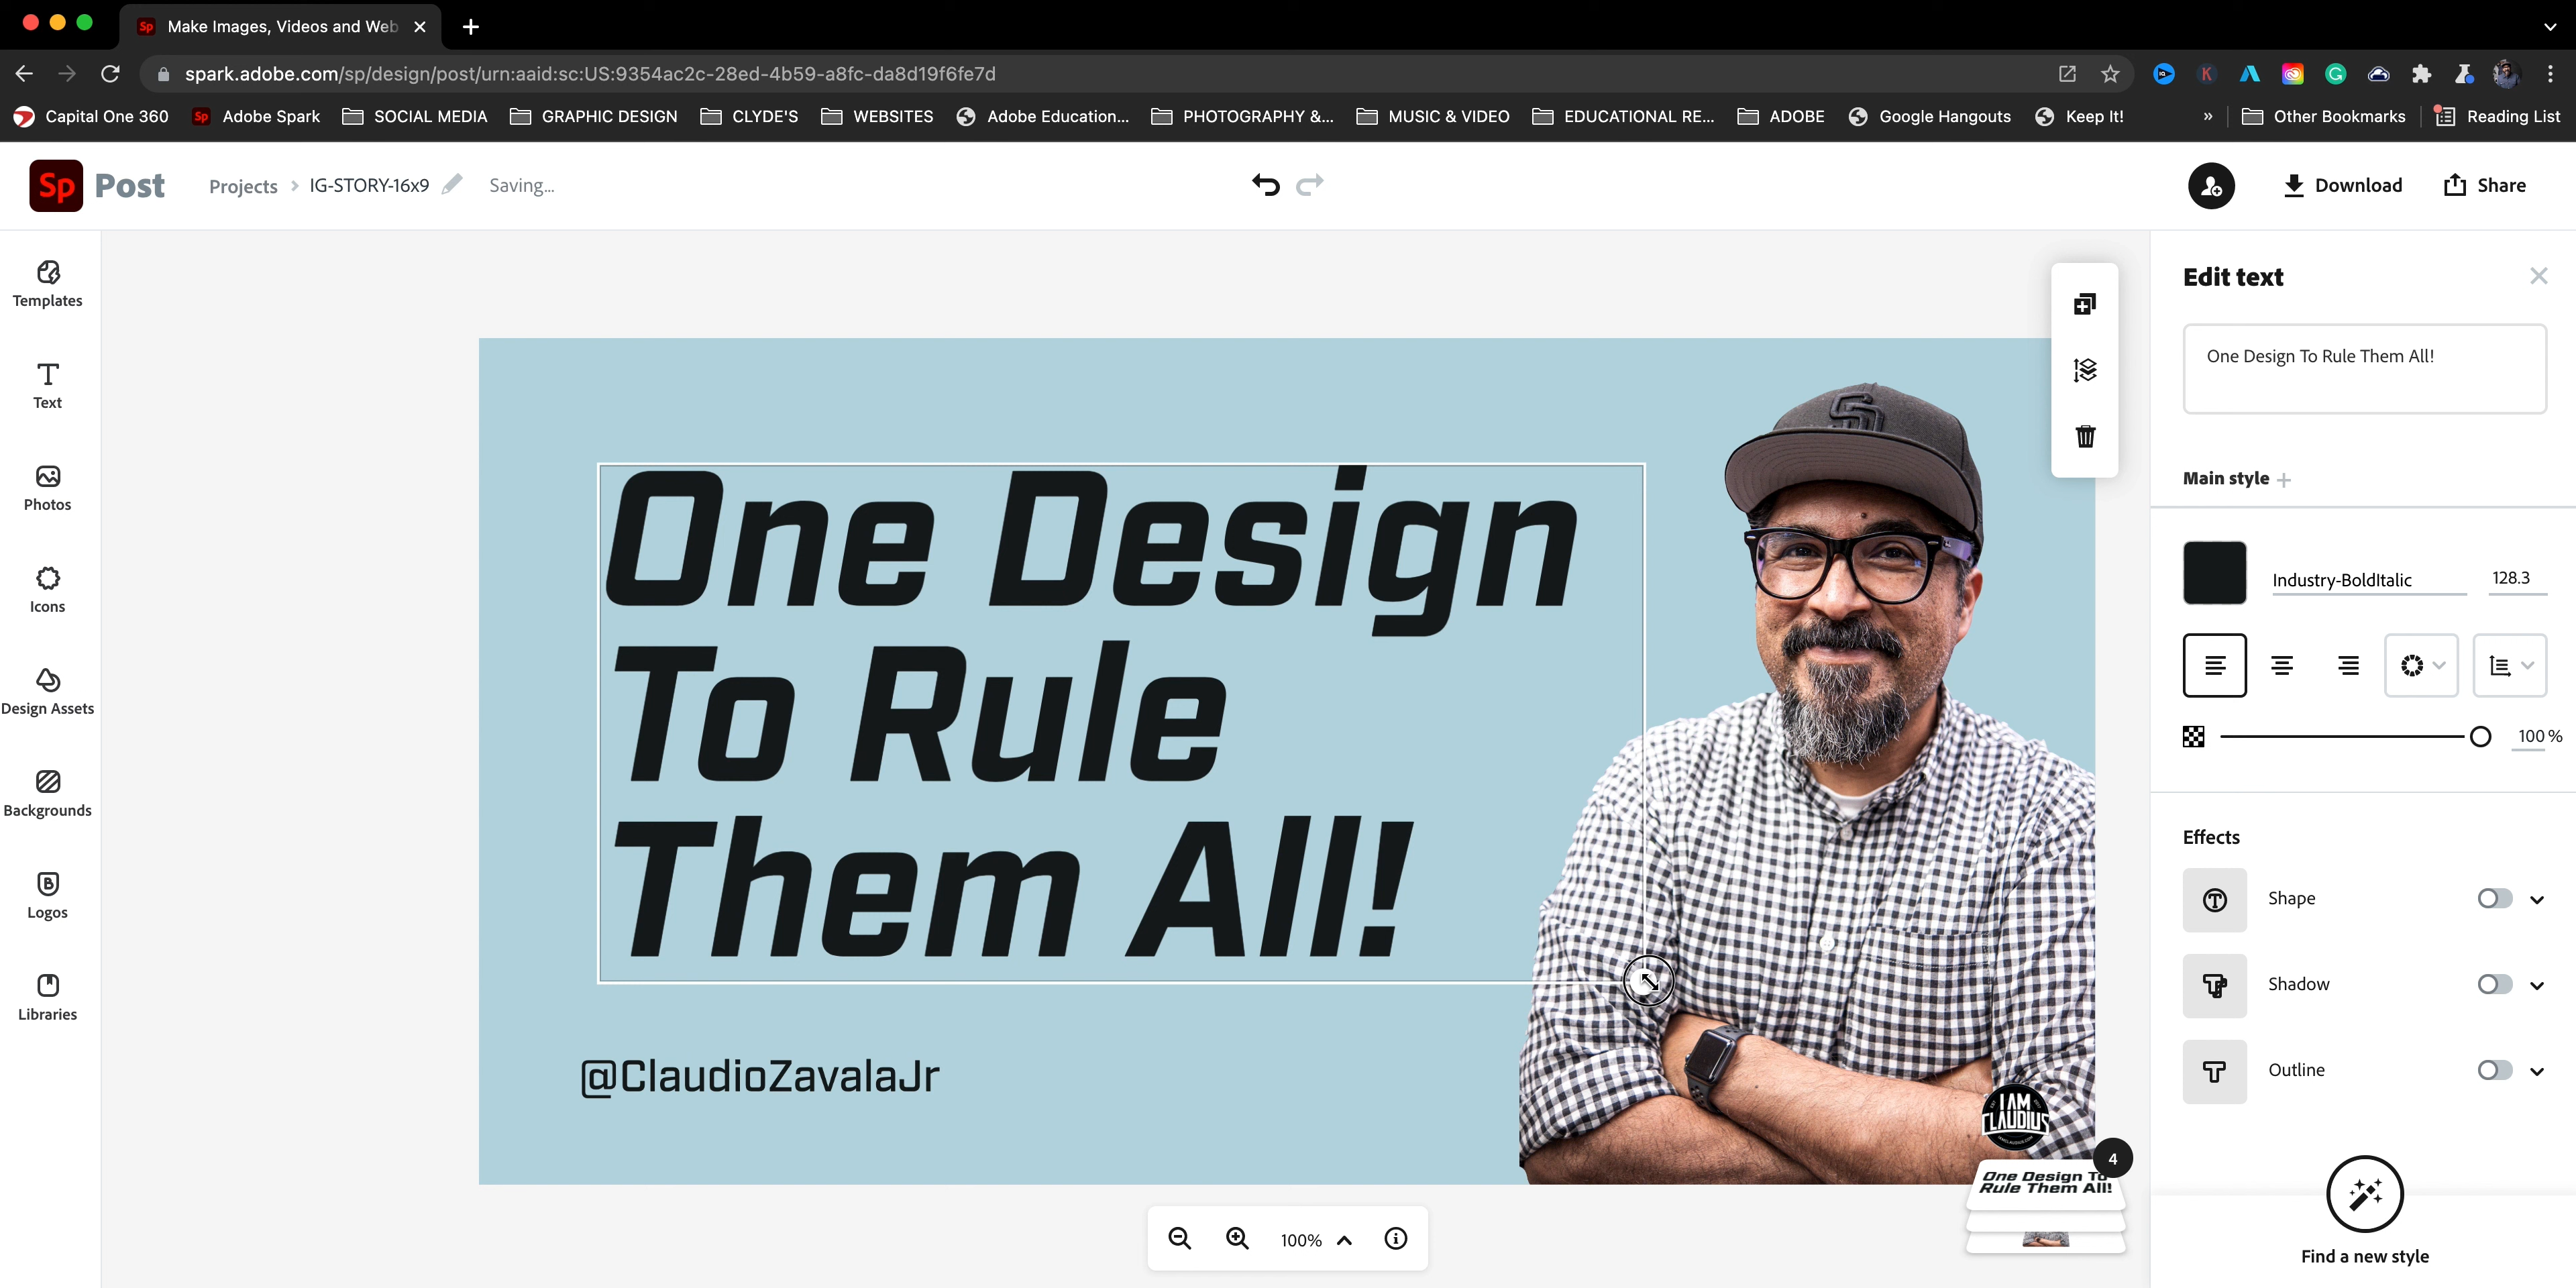 Sp Make Images, Videos and Web
spark.adobe.com/sp/design/post/urn:aaid:sc:US:9354ac2c-28ed-4b59-a8fc-da8d19f6fe7d
Capital One 360 Sp Adobe Spark SOCIAL MEDIA GRAPHIC DESIGN CLYDE'S WEBSITES Adobe Education... PHOTOGRAPHY &... MUSIC & VIDEO EDUCATIONAL RE... ADOBE Google Hangouts Keep It! » Other Bookmarks Reading List
Sp Post Projects > IG-STORY-16x9 Saving... Download Share
Templates
Text
Photos
Icons
Design Assets
Backgrounds
B
Logos
Libraries
One Design
To Rule
Them All!
@ClaudioZavalaJr
SD
I AM
CLAUDIUS
4
One Design To
Rule Them All!
100%
Edit text
One Design To Rule Them All!
Main style +
Industry-BoldItalic 128.3
100 %
Effects
Shape
Shadow
Outline
Find a new style